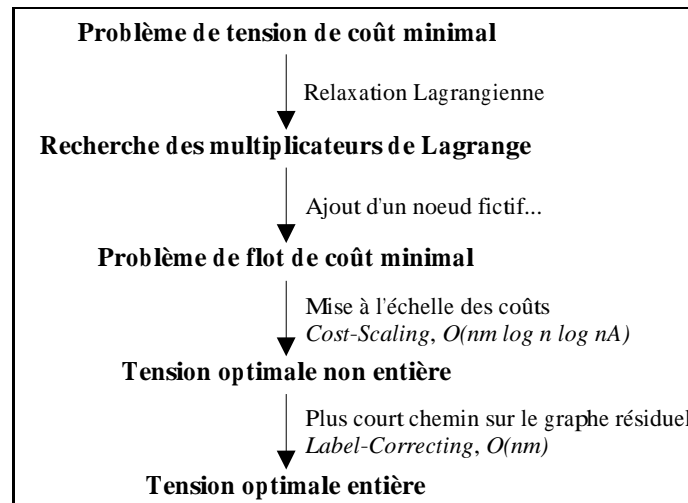 Problème de tension de coût minimal
Relaxation Lagrangienne
Recherche des multiplicateurs de Lagrange
Ajout d'un noeud fictif...
Problème de flot de coût minimal
Mise à l'échelle des coûts
Cost-Scaling, O(nm log n log nA)
Tension optimale non entière
Plus court chemin sur le graphe résiduel
Label-Correcting, O(nm)
Tension optimale entière